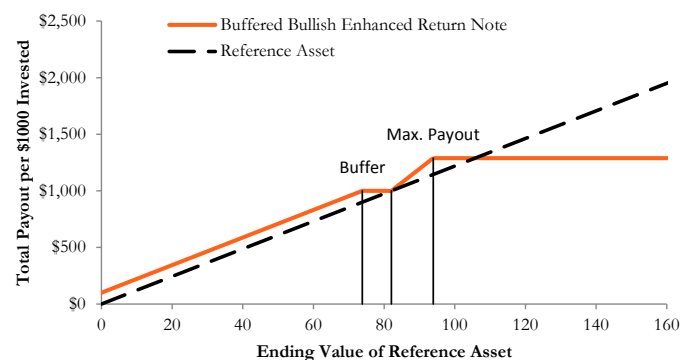 $2,500
Buffered Bullish Enhanced Return Note
Reference Asset
$2,000
$1,500
Max. Payout
Buffer
$1,000
$500
$0
Total Payout per $1000 Invested
0 20 40 60 80 100 120 140 160
Ending Value of Reference Asset